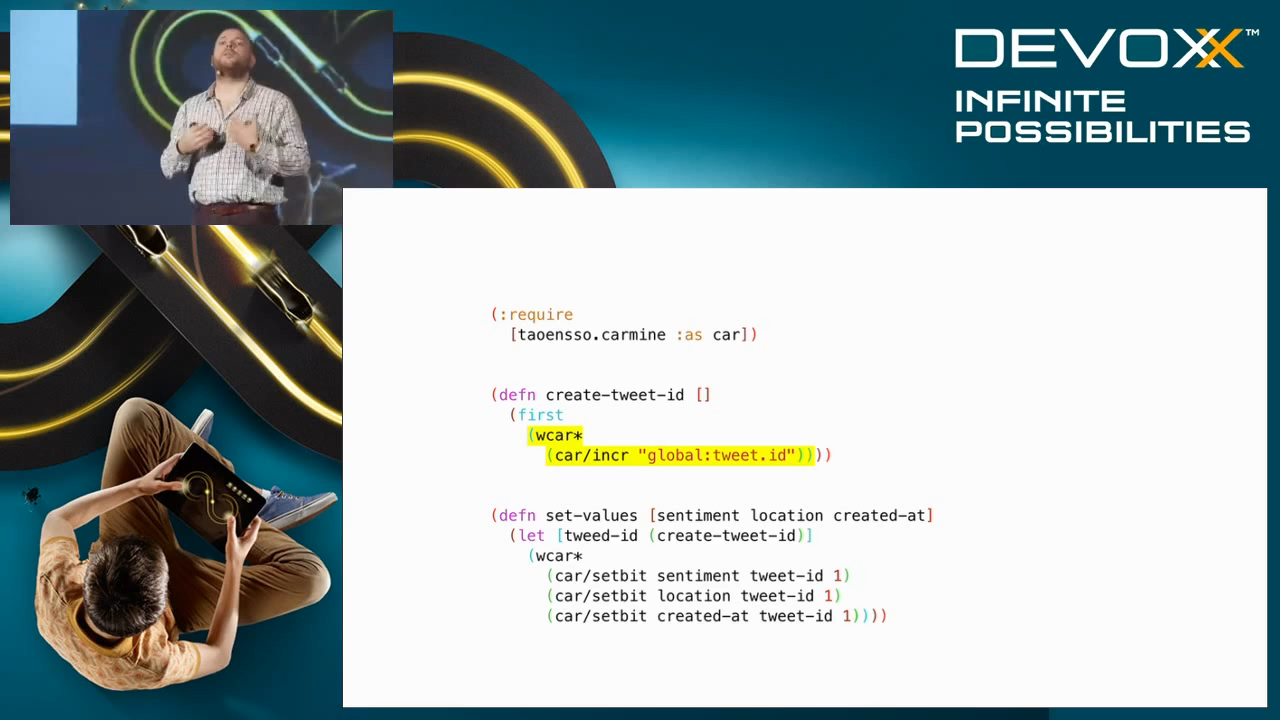 DEVOXX™
INFINITE
POSSIBILITIES
(:require
[taoensso.carmine :as car])
(defn create-tweet-id []
(first
(wcar*
(car/incr "global:tweet.id"))))
(defn set-values [sentiment location created-at]
(let [tweed-id (create-tweet-id)]
(wcar*
(car/setbit sentiment tweet-id 1)
(car/setbit location tweet-id 1)
(car/setbit created-at tweet-id 1))))